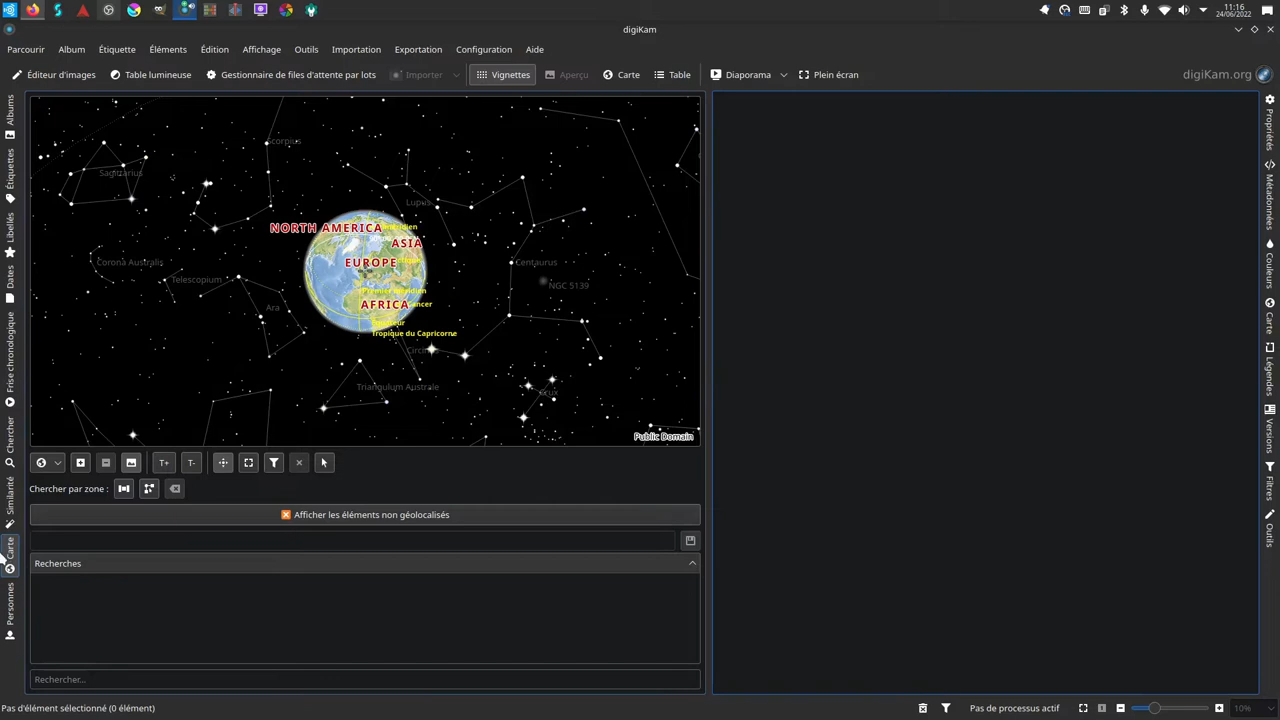 11:16
24/06/2022
digiKam
Parcourir Album Étiquette Éléments Édition Affichage Outils Importation Exportation Configuration Aide
Éditeur d'images Table lumineuse Gestionnaire de files d'attente par lots Importer Vignettes Aperçu Carte Table Diaporama Plein écran digiKam.org
Albums
Étiquettes
Libellés
Dates
Frise chronologique
Chercher
Similarité
Carte
Personnes
Scorpius
Sagittarius
Lupus
NORTH AMERICA
ASIA
EUROPE
Corona Australis
Centaurus
Telescopium
NGC 5139
AFRICA
Cancer
Ara
Tropique du Capricorne
Triangulum Australe
Public Domain
T+ T-
Chercher par zone :
Afficher les éléments non géolocalisés
Recherches
Rechercher...
Propriétés
Métadonnées
Couleurs
Carte
Légendes
Versions
Filtres
Outils
Pas d'élément sélectionné (0 élément) Pas de processus actif 10%